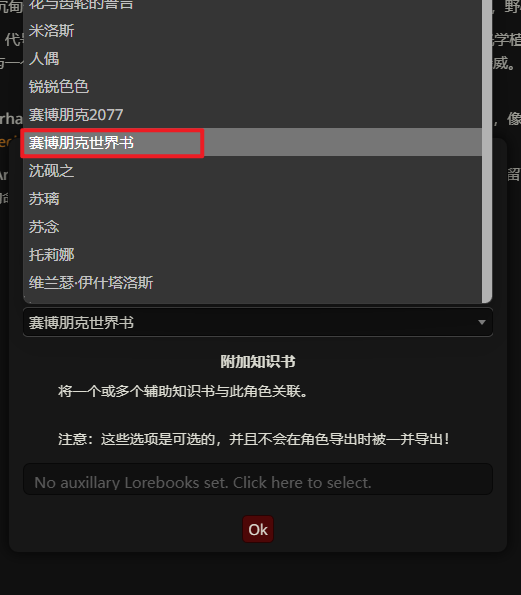 花与齿轮的誓言
米洛斯
人偶
锐锐色色
赛博朋克2077
赛博朋克世界书
沈砚之
苏璃
苏念
托莉娜
维兰瑟·伊什塔洛斯
赛博朋克世界书
附加知识书
将一个或多个辅助知识书与此角色关联。
注意：这些选项是可选的，并且不会在角色导出时被一并导出！
No auxillary Lorebooks set. Click here to select.
Ok